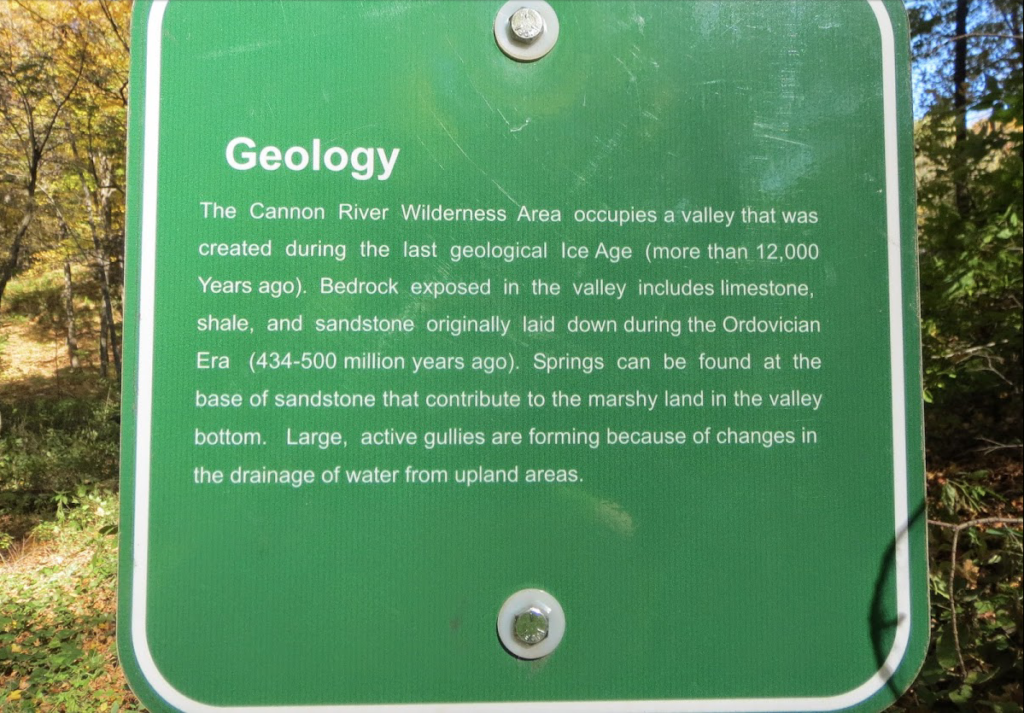 Geology
The Cannon River Wilderness Area occupies a valley that was
created during the last geological Ice Age (more than 12,000
Years ago). Bedrock exposed in the valley includes limestone,
shale, and sandstone originally laid down during the Ordovician
Era (434-500 million years ago). Springs can be found at the
base of sandstone that contribute to the marshy land in the valley
bottom. Large, active gullies are forming because of changes in
the drainage of water from upland areas.